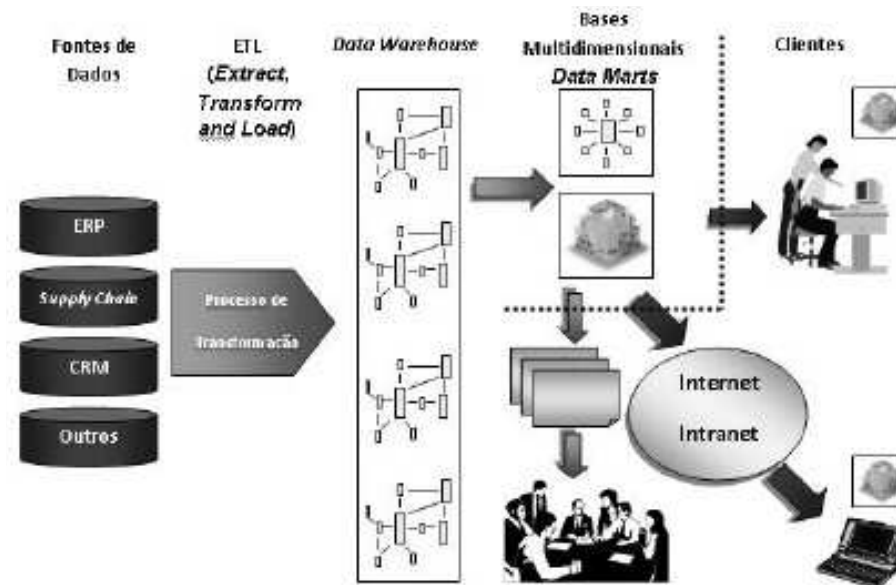 Fontes de
Dados
ETL
(Extract,
Transform
and Load)
Data Warehouse
Bases
Multidimensionais
Data Marts
Clientes
ERP
Supply Chain
CRM
Outros
Processo de
Transformação
Internet
Intranet